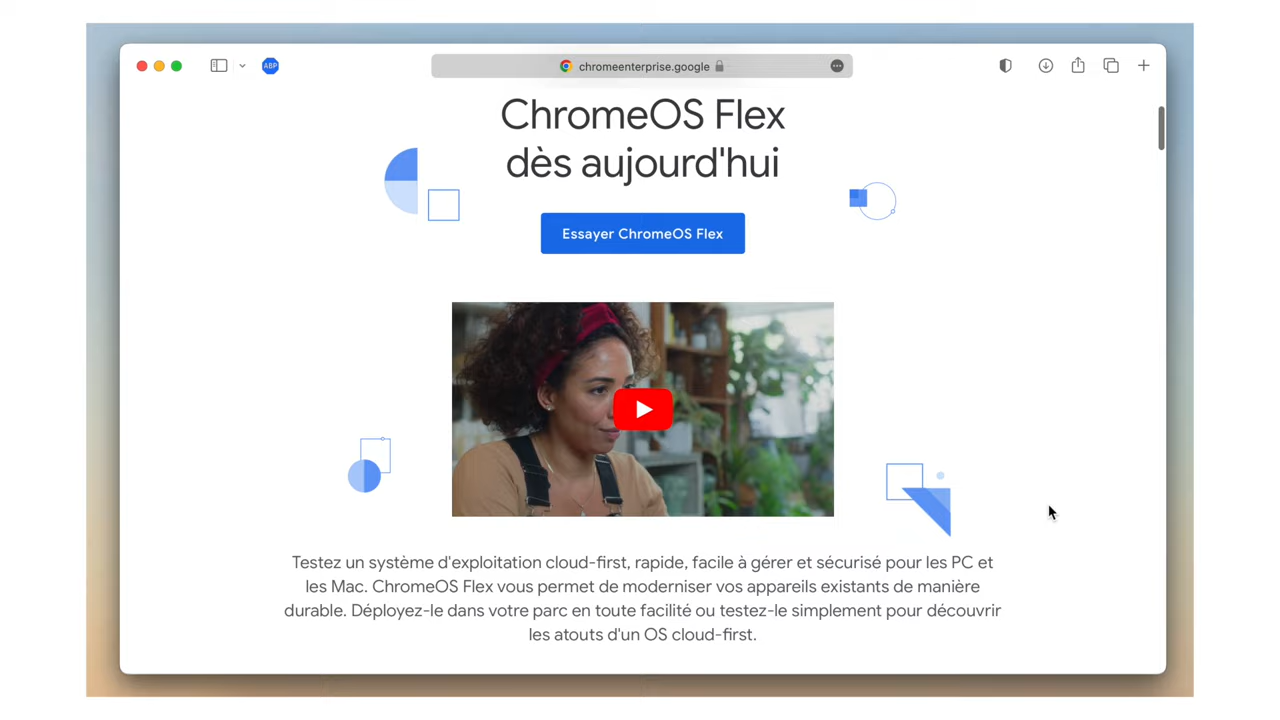 ABP
chromeenterprise.google
ChromeOS Flex
dès aujourd'hui
Essayer ChromeOS Flex
Testez un système d'exploitation cloud-first, rapide, facile à gérer et sécurisé pour les PC et
les Mac. ChromeOS Flex vous permet de moderniser vos appareils existants de manière
durable. Déployez-le dans votre parc en toute facilité ou testez-le simplement pour découvrir
les atouts d'un OS cloud-first.